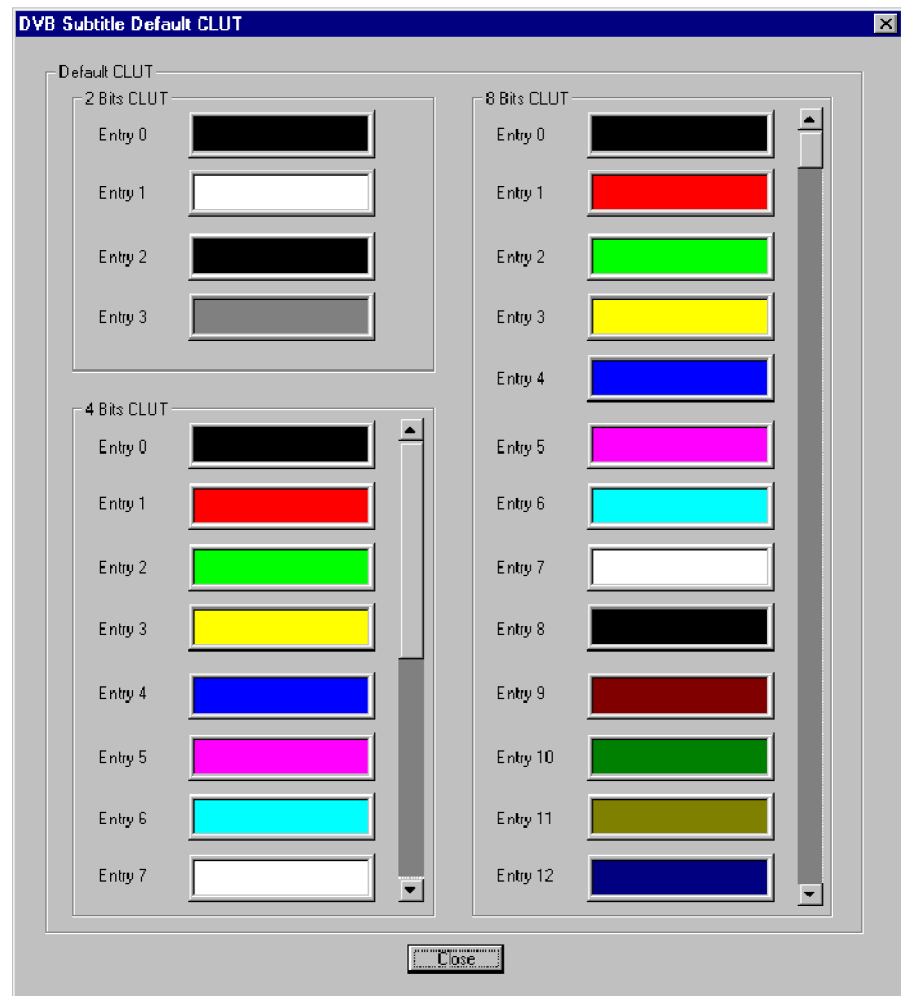 DVB Subtitle Default CLUT
Default CLUT
2 Bits CLUT
Entry 0
Entry 1
Entry 2
Entry 3
4 Bits CLUT
Entry 0
Entry 1
Entry 2
Entry 3
Entry 4
Entry 5
Entry 6
Entry 7
8 Bits CLUT
Entry 0
Entry 1
Entry 2
Entry 3
Entry 4
Entry 5
Entry 6
Entry 7
Entry 8
Entry 9
Entry 10
Entry 11
Entry 12
Close